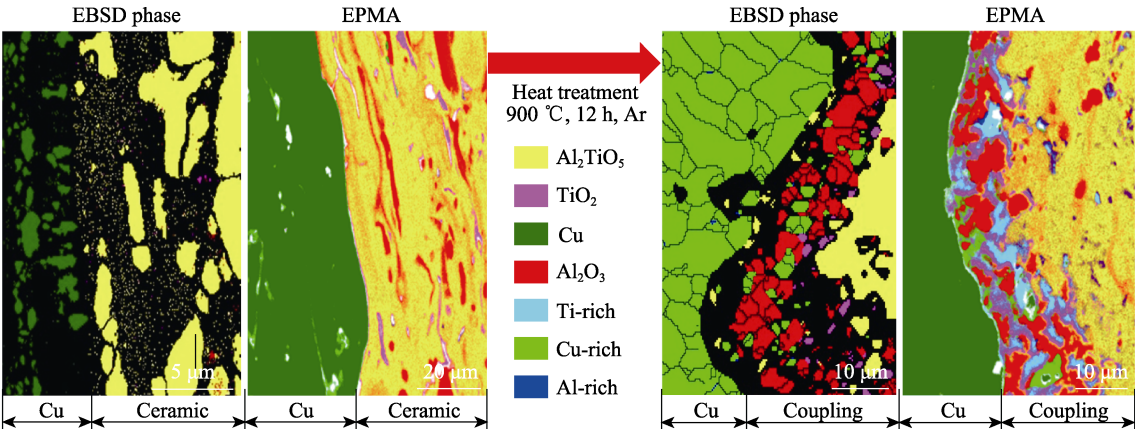 EBSD phase
EPMA
EBSD phase
EPMA
Heat treatment
900 ℃, 12 h, Ar
Al₂TiO₅
TiO₂
Cu
Al₂O₃
Ti-rich
Cu-rich
Al-rich
5 μm
20 μm
10 μm
10 μm
Cu
Ceramic
Cu
Ceramic
Cu
Coupling
Cu
Coupling